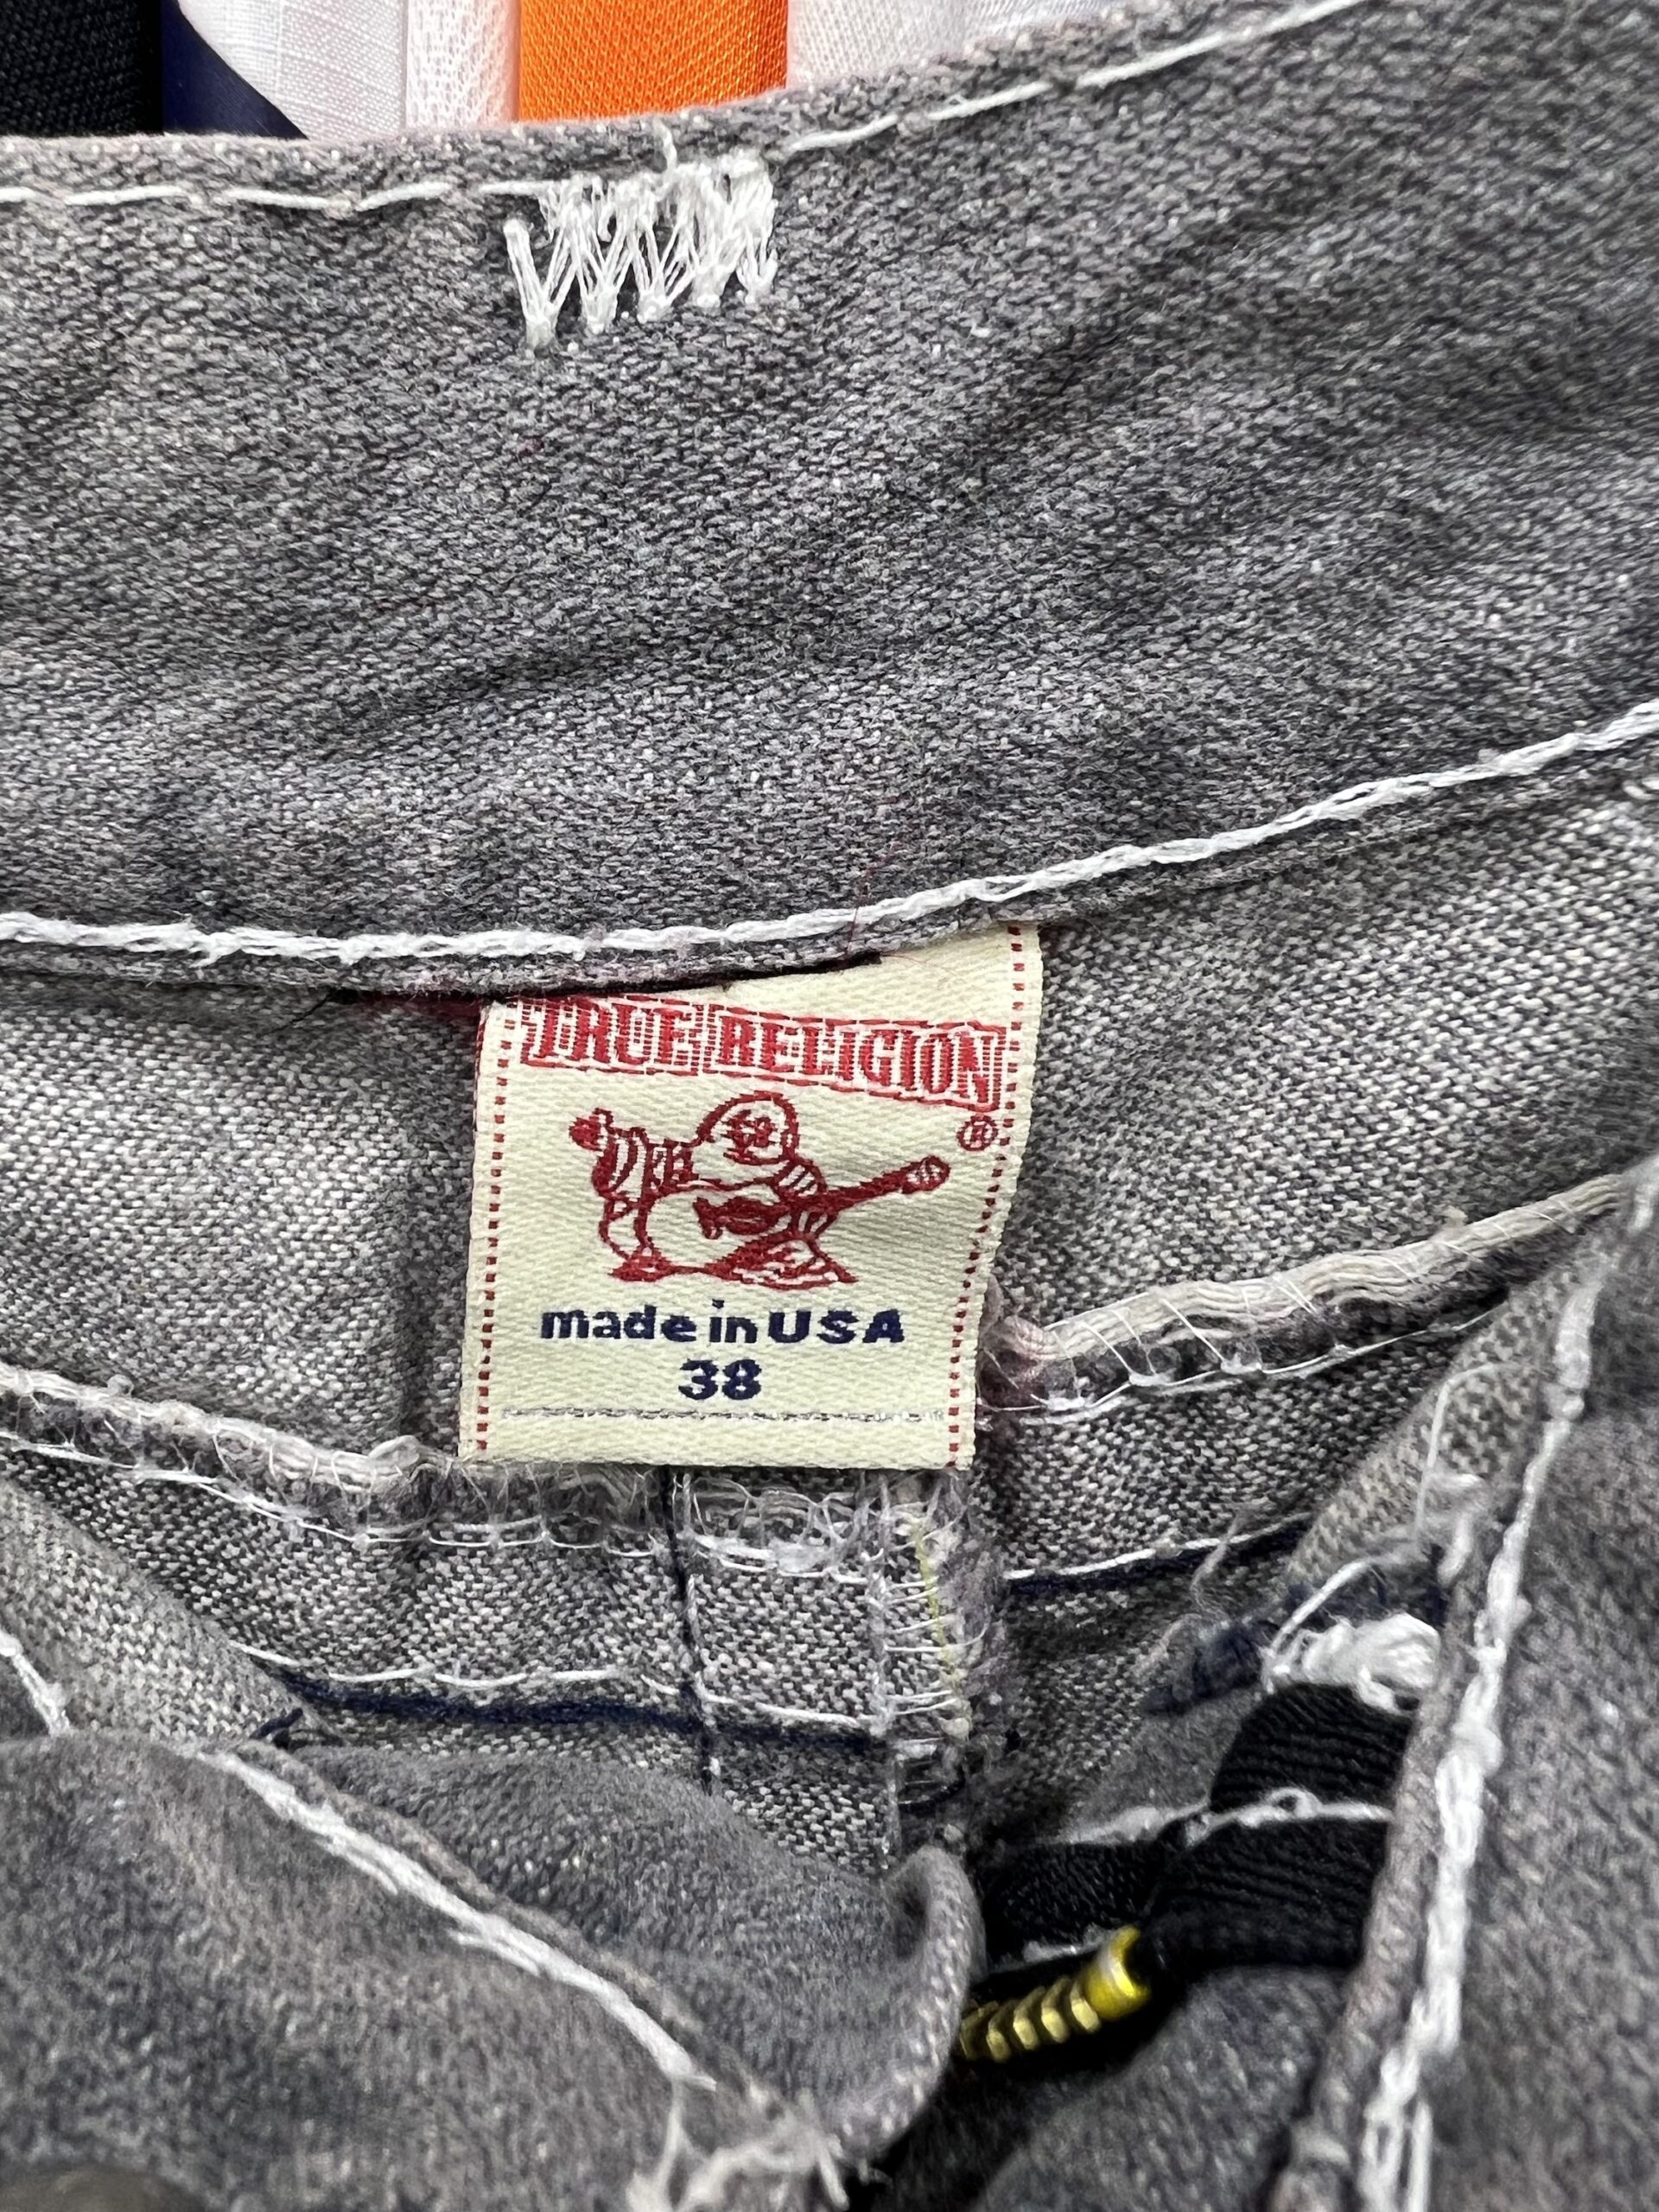 TRUE RELIGION
®
made in USA
38